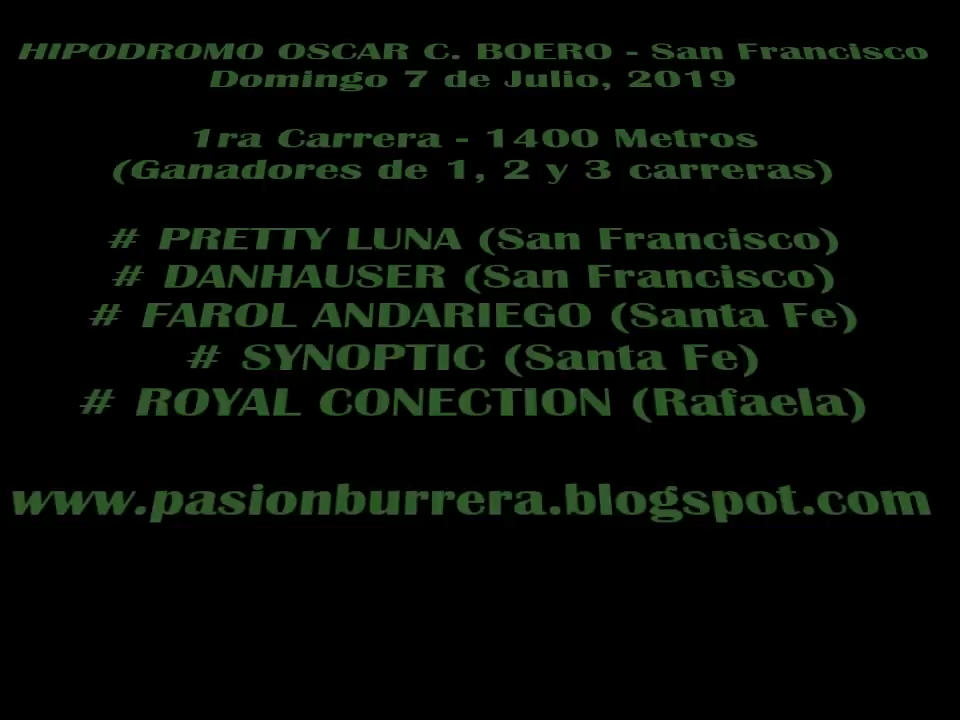 HIPODROMO OSCAR C. BOERO - San Francisco
Domingo 7 de Julio, 2019
1ra Carrera - 1400 Metros
(Ganadores de 1, 2 y 3 carreras)
# PRETTY LUNA (San Francisco)
# DANHAUSER (San Francisco)
# FAROL ANDARIEGO (Santa Fe)
# SYNOPTIC (Santa Fe)
# ROYAL CONECTION (Rafaela)
www.pasionburrera.blogspot.com